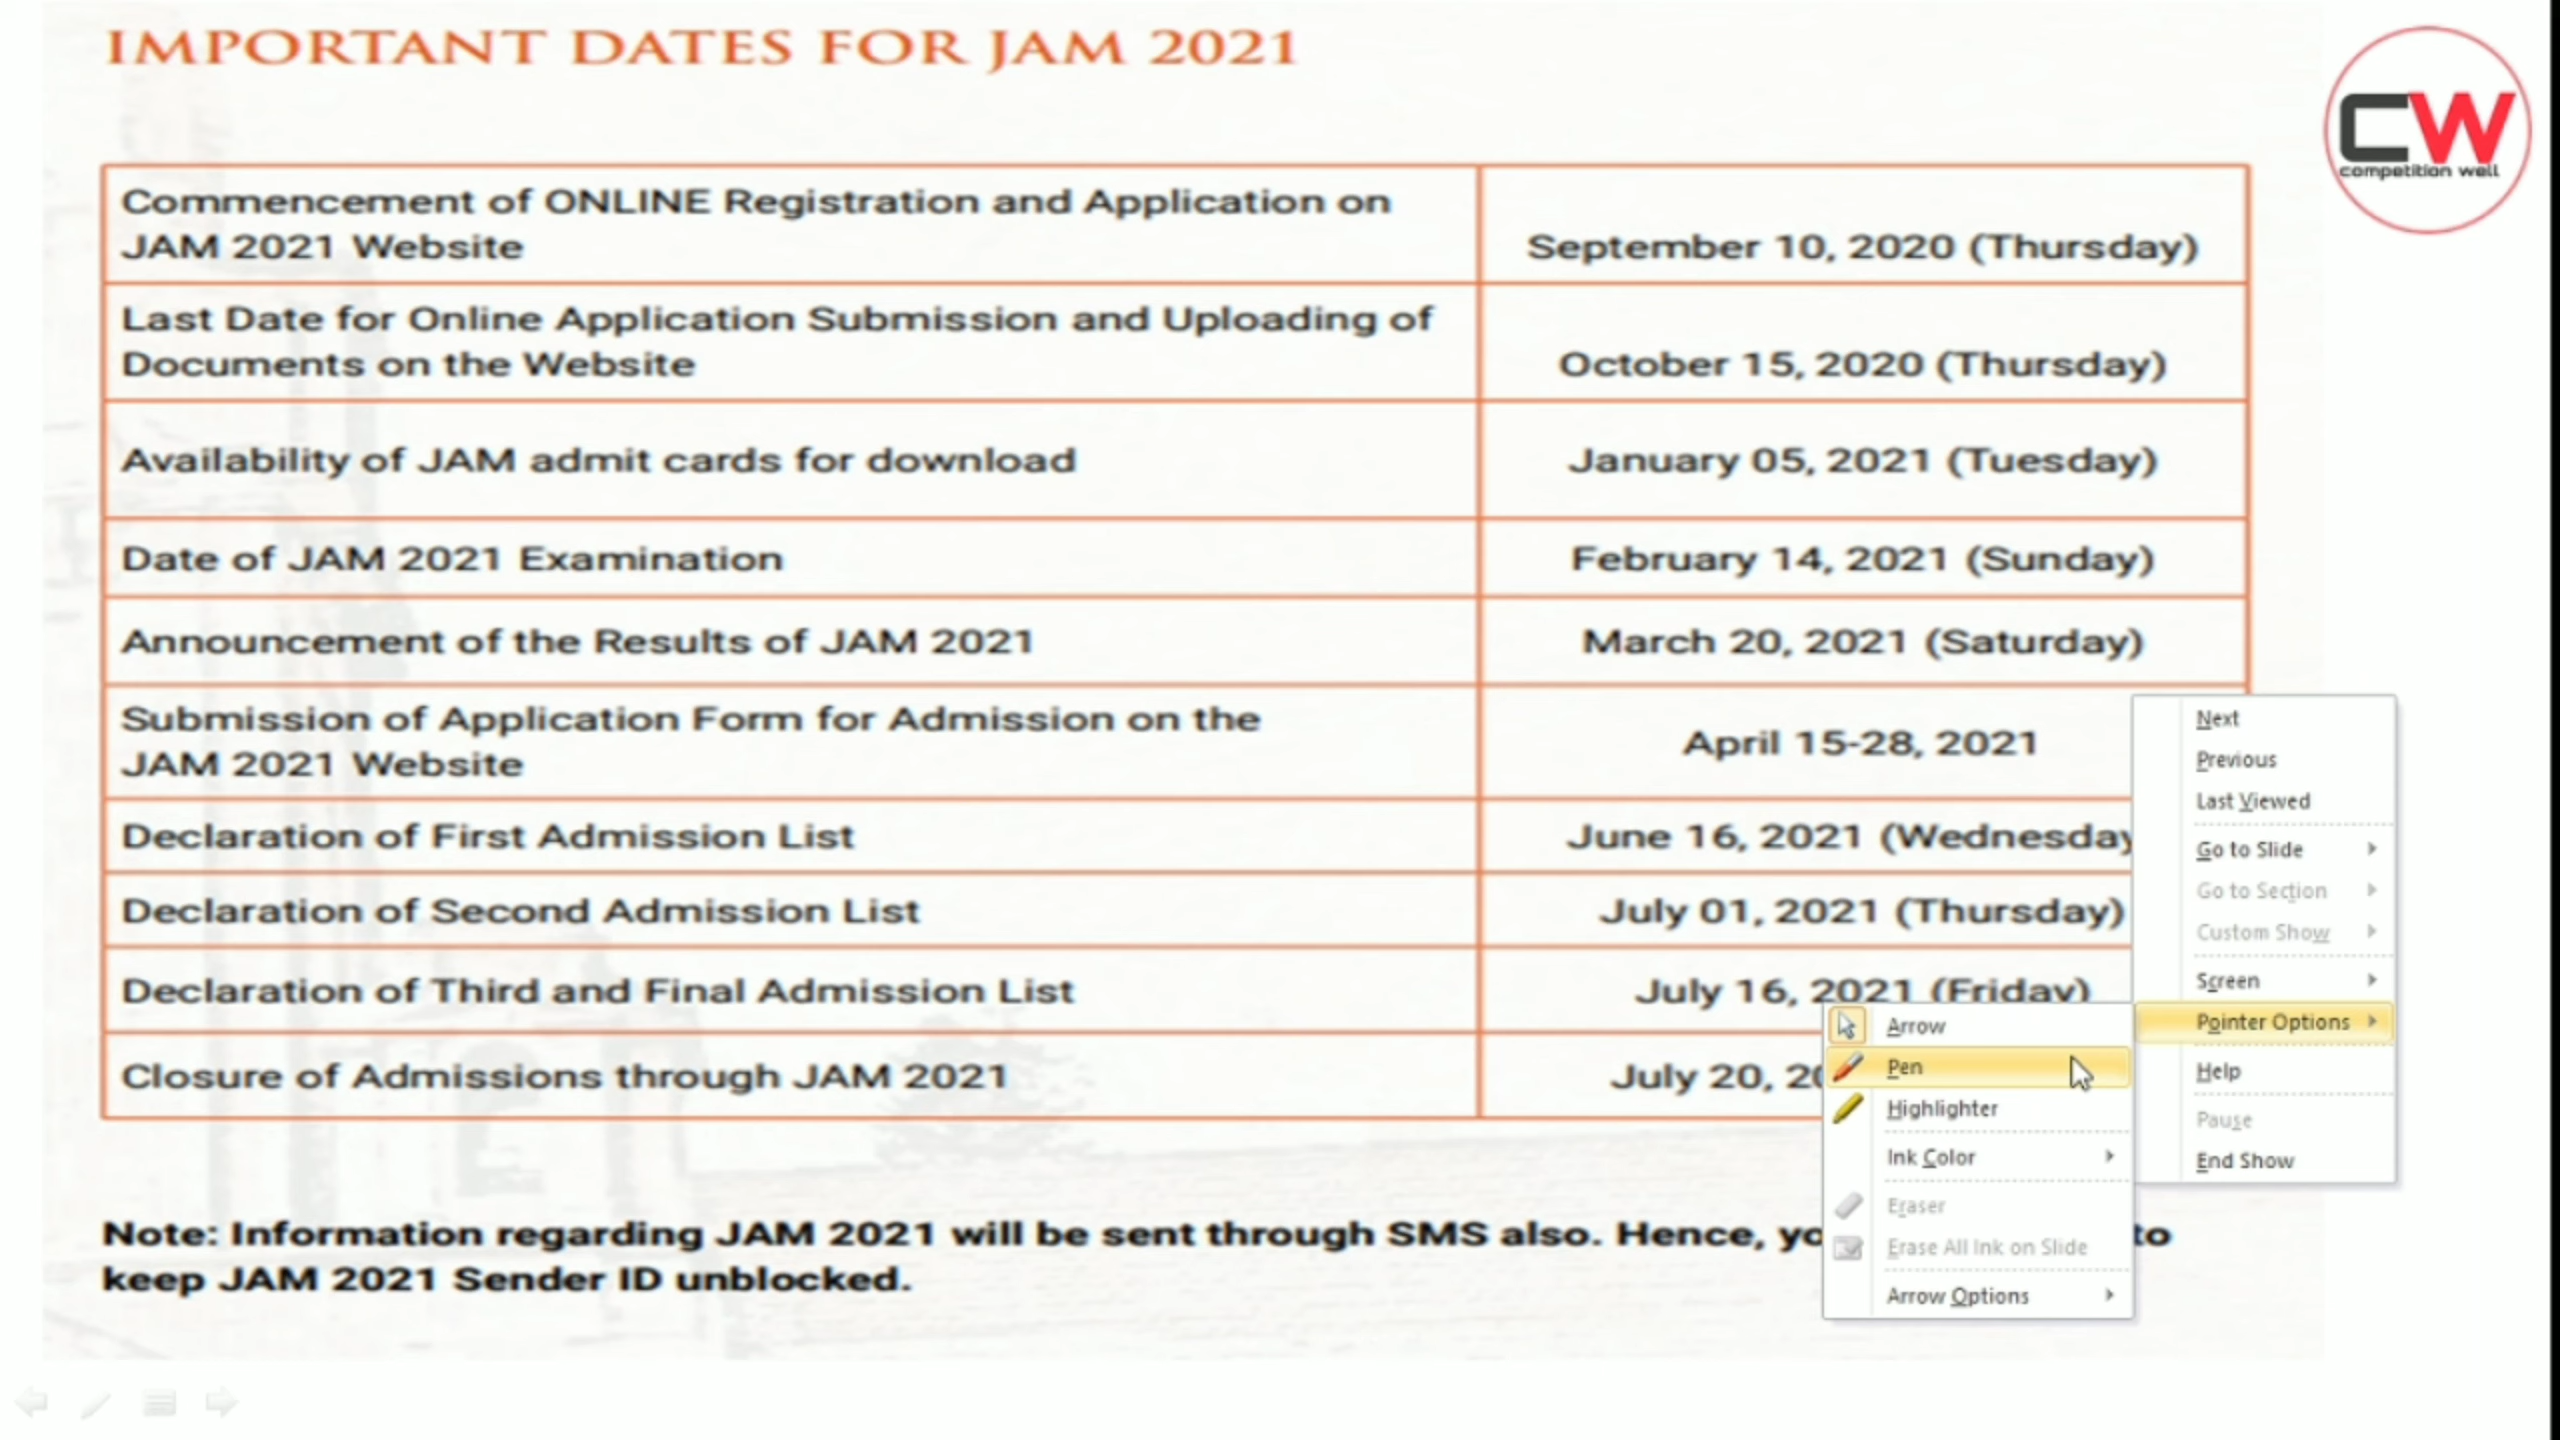 IMPORTANT DATES FOR JAM 2021
CW
competition well
Commencement of ONLINE Registration and Application on
JAM 2021 Website
September 10, 2020 (Thursday)
Last Date for Online Application Submission and Uploading of
Documents on the Website
October 15, 2020 (Thursday)
Availability of JAM admit cards for download
January 05, 2021 (Tuesday)
Date of JAM 2021 Examination
February 14, 2021 (Sunday)
Announcement of the Results of JAM 2021
March 20, 2021 (Saturday)
Submission of Application Form for Admission on the
JAM 2021 Website
April 15-28, 2021
Declaration of First Admission List
June 16, 2021 (Wednesday
Declaration of Second Admission List
July 01, 2021 (Thursday)
Declaration of Third and Final Admission List
July 16, 2021 (Friday)
Closure of Admissions through JAM 2021
July 20,
Note: Information regarding JAM 2021 will be sent through SMS also. Hence, to
keep JAM 2021 Sender ID unblocked.
Next
Previous
Last Viewed
Go to Slide
Go to Section
Custom Show
Screen
Pointer Options
Help
Pause
End Show
Arrow
Pen
Highlighter
Ink Color
Eraser
Erase All Ink on Slide
Arrow Options